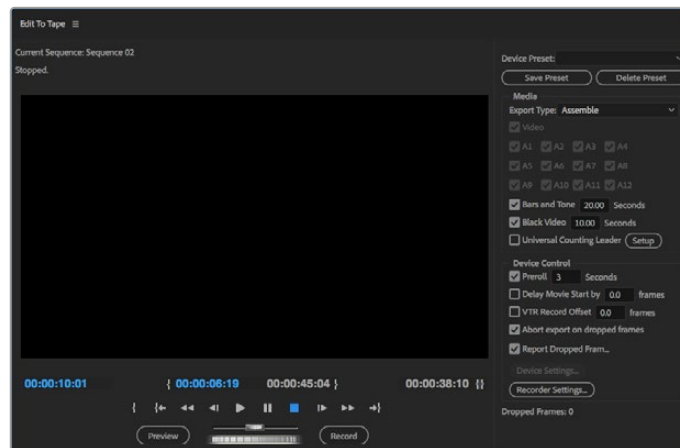 Edit To Tape
Current Sequence: Sequence 02
Stopped.
00:00:10:01
{ 00:00:06:19
00:00:45:04 }
00:00:38:10 {}
Preview
Record
Device Preset:
Save Preset
Delete Preset
Media
Export Type: Assemble
Video
A1 A2 A3 A4
A5 A6 A7 A8
A9 A10 A11 A12
Bars and Tone 20.00 Seconds
Black Video 10.00 Seconds
Universal Counting Leader Setup
Device Control
Preroll 3 Seconds
Delay Movie Start by 0.0 frames
VTR Record Offset 0.0 frames
Abort export on dropped frames
Report Dropped Fram...
Device Settings...
Recorder Settings...
Dropped Frames: 0